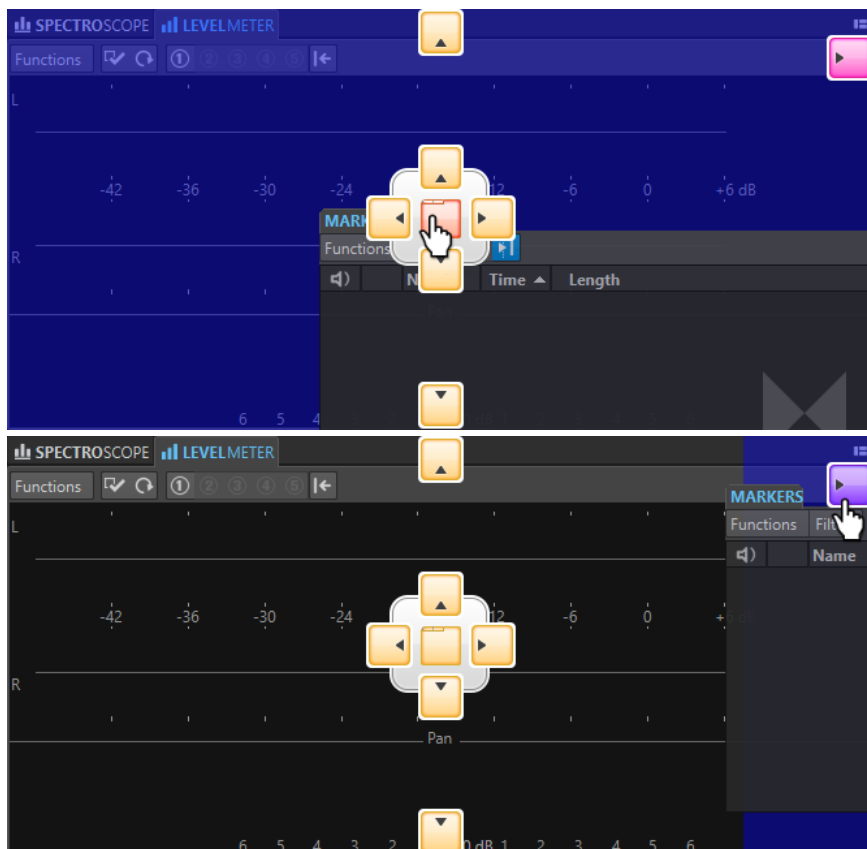 SPECTROSCOPE LEVELMETER
Functions 1 2 3 4 5
L
-42 -36 -30 -24 12 -6 0 +6 dB
MARK
Functions
R
N Time Length
6 5 4
SPECTROSCOPE LEVELMETER
Functions 1 2 3 4 5
MARKERS
L Functions Filt
Name
-42 -36 -30 -24 12 -6 0 +6 dB
R
Pan
6 5 4 3 2 0 dB 1 2 3 4 5 6